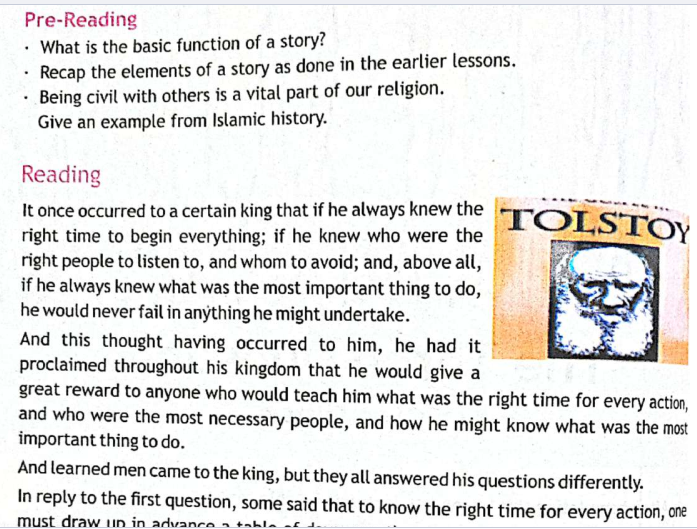 Pre-Reading
· What is the basic function of a story?
· Recap the elements of a story as done in the earlier lessons.
· Being civil with others is a vital part of our religion.
Give an example from Islamic history.
Reading
It once occurred to a certain king that if he always knew the
right time to begin everything; if he knew who were the
right people to listen to, and whom to avoid; and, above all,
if he always knew what was the most important thing to do,
he would never fail in anything he might undertake.
TOLSTOY
And this thought having occurred to him, he had it
proclaimed throughout his kingdom that he would give a
great reward to anyone who would teach him what was the right time for every action,
and who were the most necessary people, and how he might know what was the most
important thing to do.
And learned men came to the king, but they all answered his questions differently.
In reply to the first question, some said that to know the right time for every action, one
must draw up in advance a table of